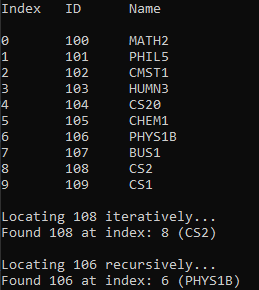 Index ID Name
0 100 MATH2
1 101 PHIL5
2 102 CMST1
3 103 HUMN3
4 104 CS20
5 105 CHEM1
6 106 PHYS1B
7 107 BUS1
8 108 CS2
9 109 CS1
Locating 108 iteratively...
Found 108 at index: 8 (CS2)
Locating 106 recursively...
Found 106 at index: 6 (PHYS1B)